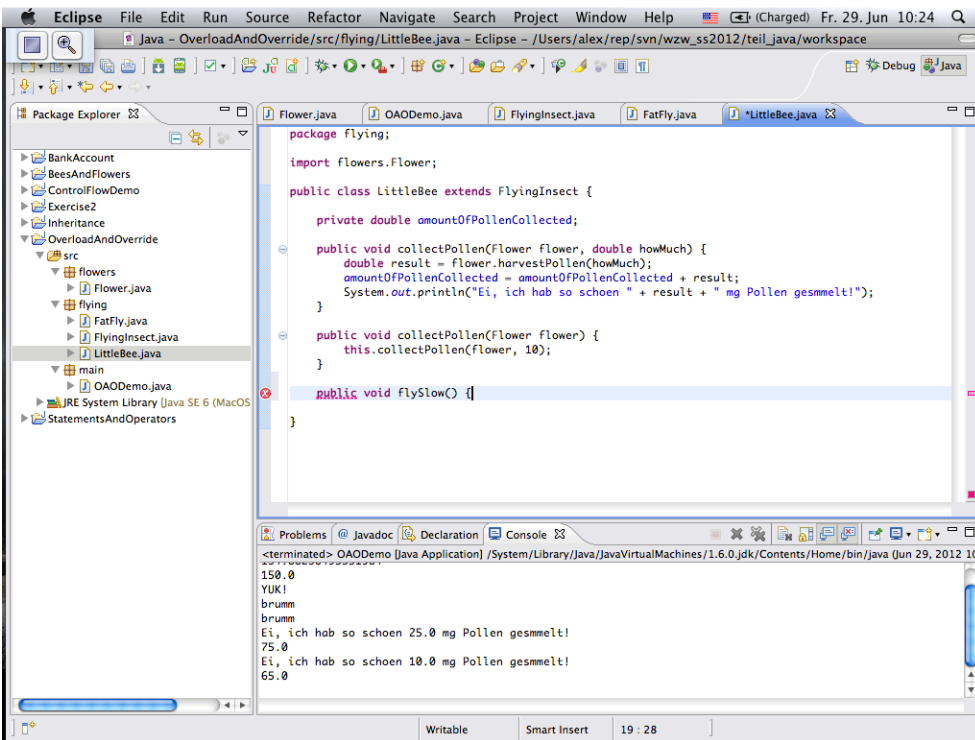 Eclipse File Edit Run Source Refactor Navigate Search Project Window Help (Charged) Fr. 29. Jun 10:24
Java – OverloadAndOverride/src/flying/LittleBee.java – Eclipse – /Users/alex/rep/svn/wzw_ss2012/teil_java/workspace
Debug Java
Package Explorer
BankAccount
BeesAndFlowers
ControlFlowDemo
Exercise2
Inheritance
OverloadAndOverride
src
flowers
Flower.java
flying
FatFly.java
FlyingInsect.java
LittleBee.java
main
OAODemo.java
JRE System Library [Java SE 6 (MacOS
StatementsAndOperators
Flower.java OAODemo.java FlyingInsect.java FatFly.java *LittleBee.java
package flying;
import flowers.Flower;
public class LittleBee extends FlyingInsect {
private double amountOfPollenCollected;
public void collectPollen(Flower flower, double howMuch) {
double result = flower.harvestPollen(howMuch);
amountOfPollenCollected = amountOfPollenCollected + result;
System.out.println("Ei, ich hab so schoen " + result + " mg Pollen gesmmelt!");
}
public void collectPollen(Flower flower) {
this.collectPollen(flower, 10);
}
public void flySlow() {
}
Problems @ Javadoc Declaration Console
<terminated> OAODemo [Java Application] /System/Library/Java/JavaVirtualMachines/1.6.0.jdk/Contents/Home/bin/java (Jun 29, 2012 10
150.0
YUK!
brumm
brumm
Ei, ich hab so schoen 25.0 mg Pollen gesmmelt!
75.0
Ei, ich hab so schoen 10.0 mg Pollen gesmmelt!
65.0
Writable Smart Insert 19 : 28